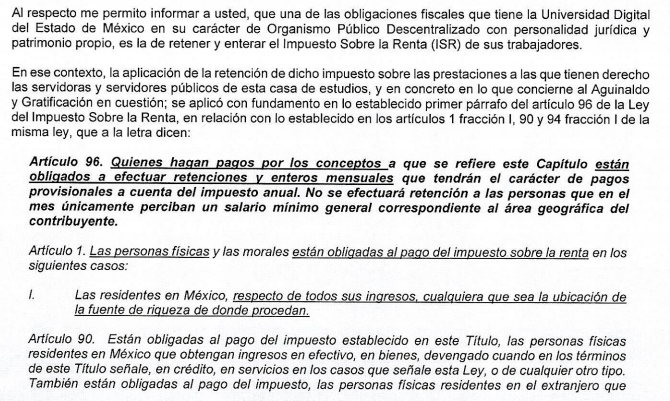 Al respecto me permito informar a usted, que una de las obligaciones fiscales que tiene la Universidad Digital
del Estado de México en su carácter de Organismo Público Descentralizado con personalidad jurídica y
patrimonio propio, es la de retener y enterar el Impuesto Sobre la Renta (ISR) de sus trabajadores.
En ese contexto, la aplicación de la retención de dicho impuesto sobre las prestaciones a las que tienen derecho
las servidoras y servidores públicos de esta casa de estudios, y en concreto en lo que concierne al Aguinaldo
y Gratificación en cuestión; se aplicó con fundamento en lo establecido primer párrafo del artículo 96 de la Ley
del Impuesto Sobre la Renta, en relación con lo establecido en los artículos 1 fracción I, 90 y 94 fracción I de la
misma ley, que a la letra dicen:
Artículo 96. Quienes hagan pagos por los conceptos a que se refiere este Capítulo están
obligados a efectuar retenciones y enteros mensuales que tendrán el carácter de pagos
provisionales a cuenta del impuesto anual. No se efectuará retención a las personas que en el
mes únicamente perciban un salario mínimo general correspondiente al área geográfica del
contribuyente.
Artículo 1. Las personas físicas y las morales están obligadas al pago del impuesto sobre la renta en los
siguientes casos:
I. Las residentes en México, respecto de todos sus ingresos, cualquiera que sea la ubicación de
la fuente de riqueza de donde procedan.
Artículo 90. Están obligadas al pago del impuesto establecido en este Título, las personas físicas
residentes en México que obtengan ingresos en efectivo, en bienes, devengado cuando en los términos
de este Título señale, en crédito, en servicios en los casos que señale esta Ley, o de cualquier otro tipo.
También están obligadas al pago del impuesto, las personas físicas residentes en el extranjero que